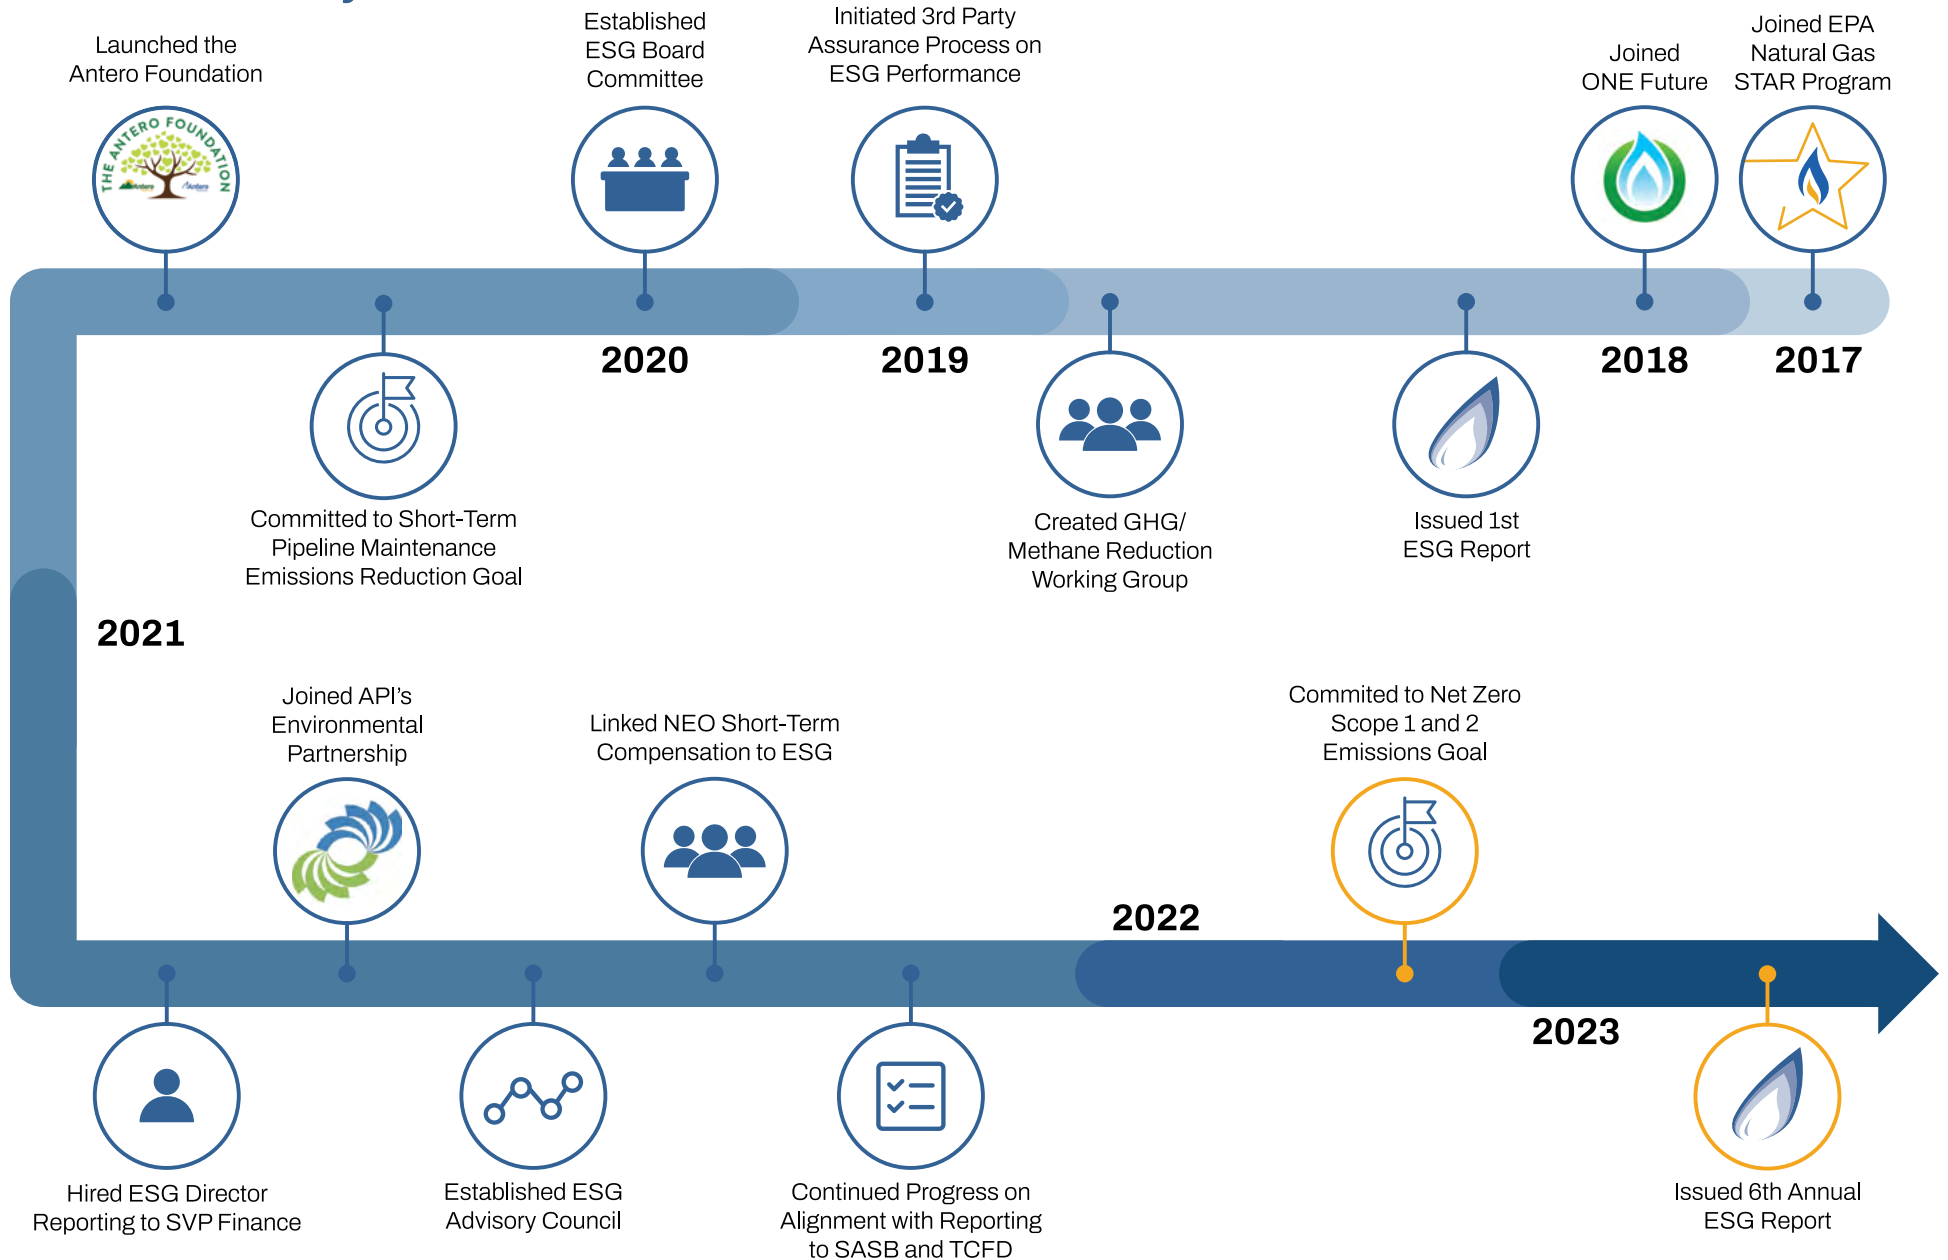 Launched the
Antero Foundation
Established
ESG Board
Committee
Initiated 3rd Party
Assurance Process on
ESG Performance
Joined
ONE Future
Joined EPA
Natural Gas
STAR Program
THE ANTERO FOUNDATION
Antero
Antero
2020
2019
2018
2017
Committed to Short-Term
Pipeline Maintenance
Emissions Reduction Goal
Created GHG/
Methane Reduction
Working Group
Issued 1st
ESG Report
2021
Joined API's
Environmental
Partnership
Linked NEO Short-Term
Compensation to ESG
Commited to Net Zero
Scope 1 and 2
Emissions Goal
2022
2023
Hired ESG Director
Reporting to SVP Finance
Established ESG
Advisory Council
Continued Progress on
Alignment with Reporting
to SASB and TCFD
Issued 6th Annual
ESG Report